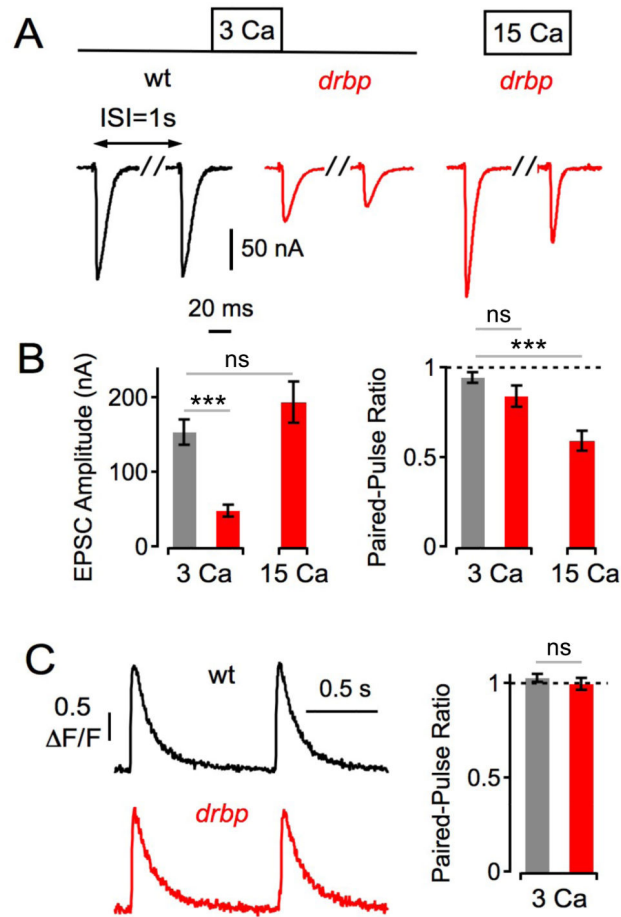 A
3 Ca
15 Ca
wt
drbp
drbp
ISI=1s
50 nA
20 ms
B
EPSC Amplitude (nA)
200
100
0
***
ns
3 Ca
15 Ca
Paired-Pulse Ratio
1
0.5
0
ns
***
3 Ca
15 Ca
C
wt
0.5
ΔF/F
0.5 s
drbp
Paired-Pulse Ratio
1
0.5
0
ns
3 Ca